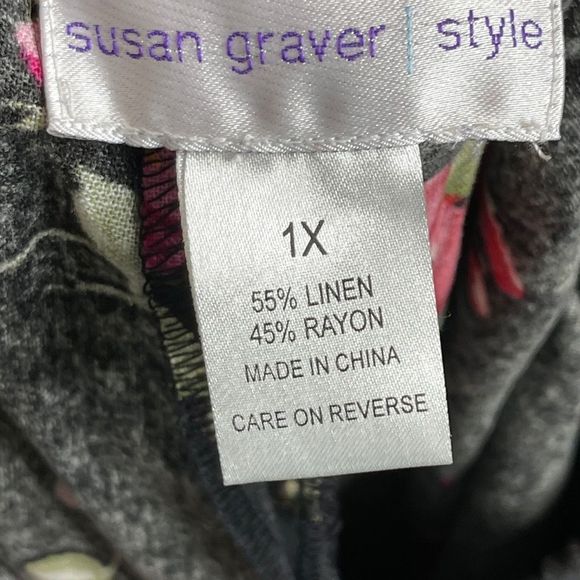 susan graver | style
1X
55% LINEN
45% RAYON
MADE IN CHINA
CARE ON REVERSE